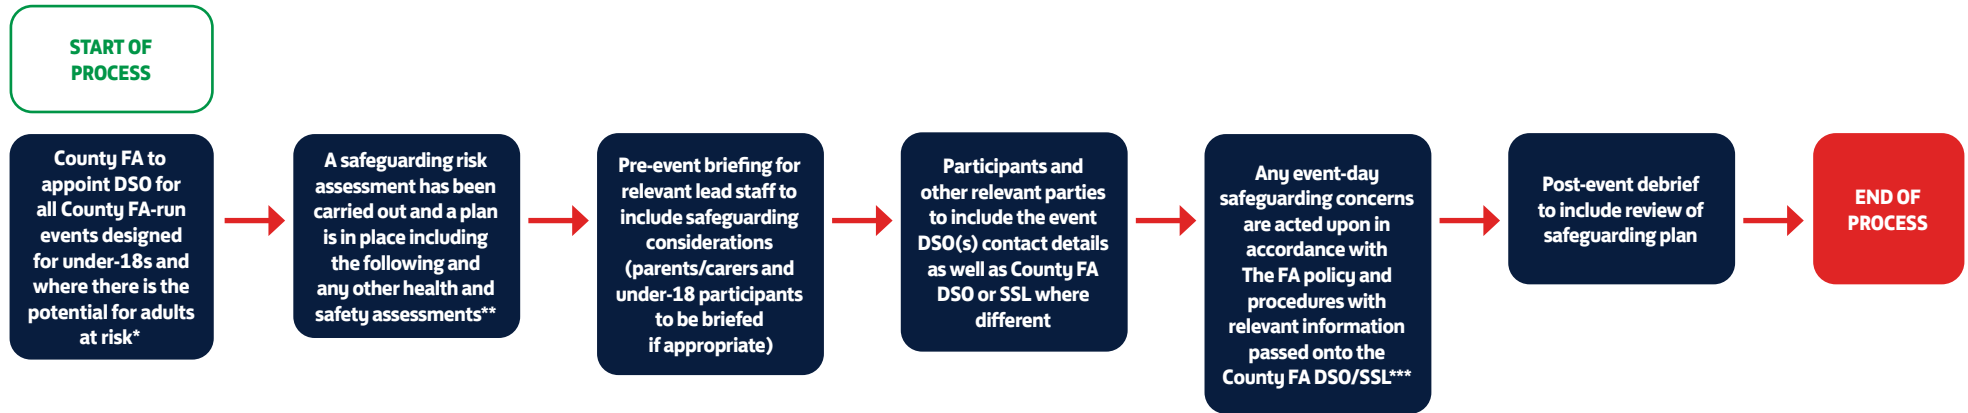 START OF
PROCESS
County FA to
appoint DSO for
all County FA-run
events designed
for under-18s and
where there is the
potential for adults
at risk*
A safeguarding risk
assessment has been
carried out and a plan
is in place including
the following and
any other health and
safety assessments**
Pre-event briefing for
relevant lead staff to
include safeguarding
considerations
(parents/carers and
under-18 participants
to be briefed
if appropriate)
Participants and
other relevant parties
to include the event
DSO(s) contact details
as well as County FA
DSO or SSL where
different
Any event-day
safeguarding concerns
are acted upon in
accordance with
The FA policy and
procedures with
relevant information
passed onto the
County FA DSO/SSL***
Post-event debrief
to include review of
safeguarding plan
END OF
PROCESS